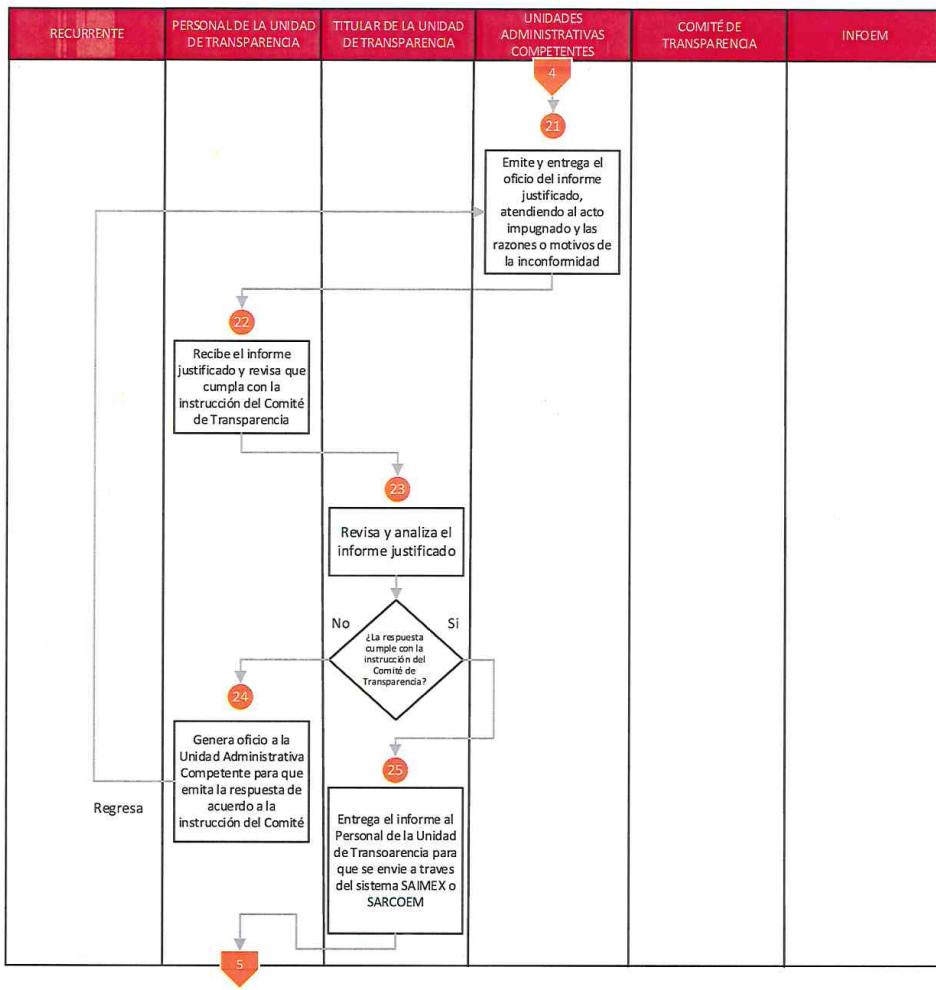 RECURRENTE
PERSONAL DE LA UNIDAD
DE TRANSPARENCIA
TITULAR DE LA UNIDAD
DE TRANSPARENCIA
UNIDADES
ADMINISTRATIVAS
COMPETENTES
COMITÉ DE
TRANSPARENCIA
INFOEM
4
21
Emite y entrega el
oficio del informe
justificado,
atendiendo al acto
impugnado y las
razones o motivos de
la inconformidad
22
Recibe el informe
justificado y revisa que
cumpla con la
instrucción del Comité
de Transparencia
23
Revisa y analiza el
informe justificado
No
Si
¿La respuesta
cumple con la
instrucción del
Comité de
Transparencia?
24
Genera oficio a la
Unidad Administrativa
Competente para que
emita la respuesta de
acuerdo a la
instrucción del Comité
Regresa
25
Entrega el informe al
Personal de la Unidad
de Transoarencia para
que se envie a traves
del sistema SAIMEX o
SARCOEM
5